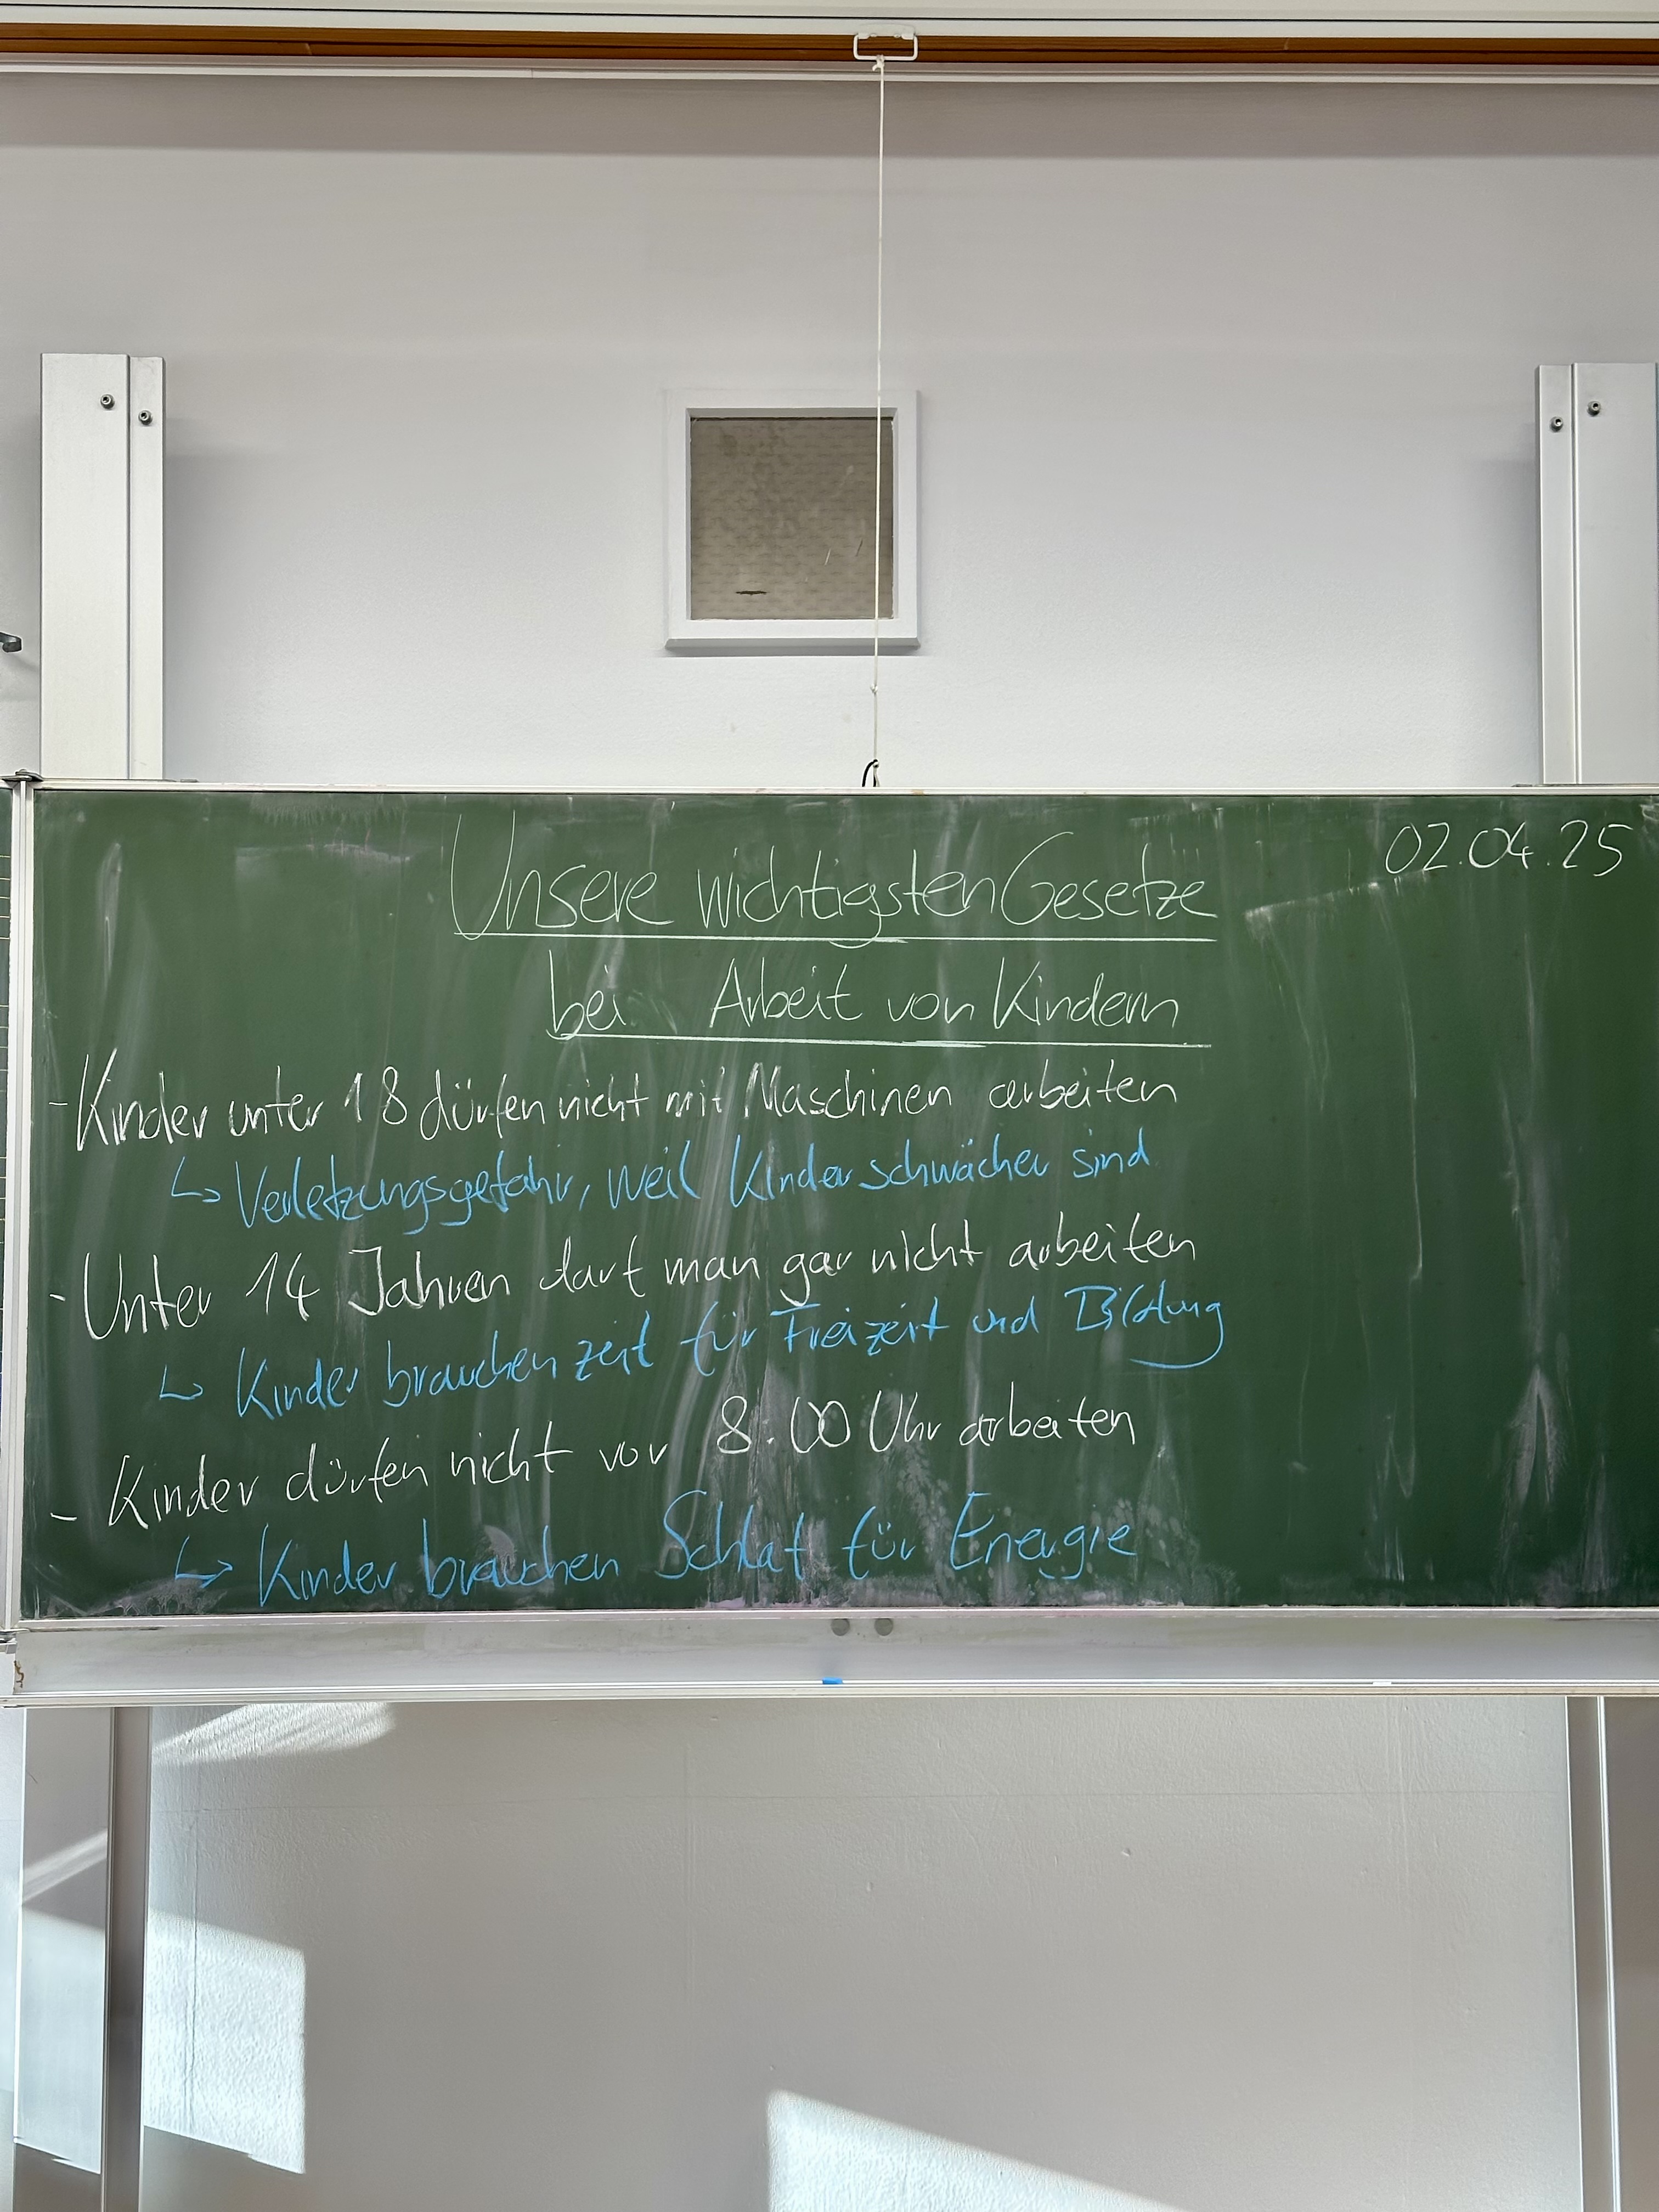 02.04.25
Unsere wichtigsten Gesetze
bei Arbeit von Kindern
- Kinder unter 18 dürfen nicht mit Maschinen arbeiten
↳ Verletzungsgefahr, weil Kinder schwächer sind
- Unter 14 Jahren darf man gar nicht arbeiten
↳ Kinder brauchen zeit für Freizeit und Bildung
- Kinder dürfen nicht vor 8.00 Uhr arbeiten
↳ Kinder brauchen Schlaf für Energie